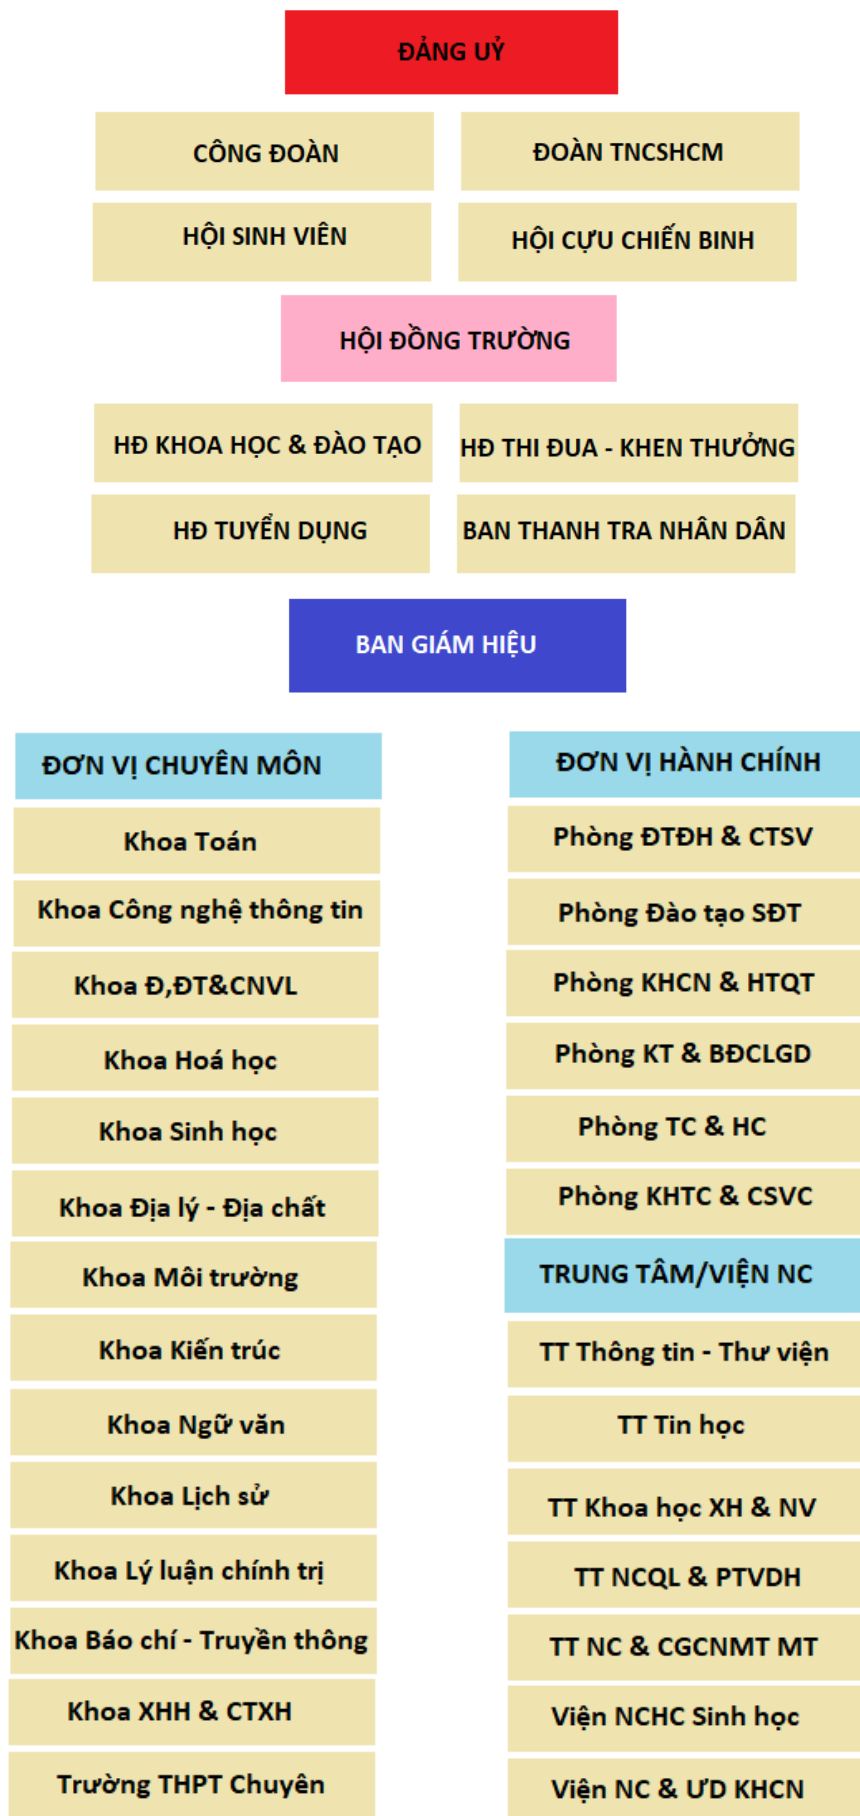 ĐẢNG UỶ
CÔNG ĐOÀN
ĐOÀN TNCSHCM
HỘI SINH VIÊN
HỘI CỰU CHIẾN BINH
HỘI ĐỒNG TRƯỜNG
HĐ KHOA HỌC & ĐÀO TẠO
HĐ THI ĐUA - KHEN THƯỞNG
HĐ TUYỂN DỤNG
BAN THANH TRA NHÂN DÂN
BAN GIÁM HIỆU
ĐƠN VỊ CHUYÊN MÔN
Khoa Toán
Khoa Công nghệ thông tin
Khoa Đ,ĐT&CNVL
Khoa Hoá học
Khoa Sinh học
Khoa Địa lý - Địa chất
Khoa Môi trường
Khoa Kiến trúc
Khoa Ngữ văn
Khoa Lịch sử
Khoa Lý luận chính trị
Khoa Báo chí - Truyền thông
Khoa XHH & CTXH
Trường THPT Chuyên
ĐƠN VỊ HÀNH CHÍNH
Phòng ĐTĐH & CTSV
Phòng Đào tạo SĐT
Phòng KHCN & HTQT
Phòng KT & BĐCLGD
Phòng TC & HC
Phòng KHTC & CSVC
TRUNG TÂM/VIỆN NC
TT Thông tin - Thư viện
TT Tin học
TT Khoa học XH & NV
TT NCQL & PTVDH
TT NC & CGCNMT MT
Viện NCHC Sinh học
Viện NC & ƯD KHCN